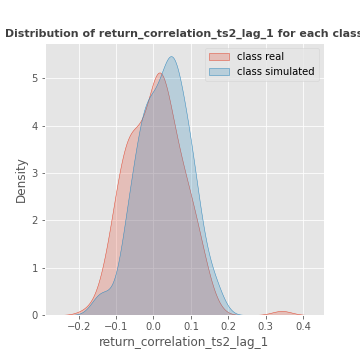 Distribution of return_correlation_ts2_lag_1 for each class
class real
class simulated
5
4
3
2
1
0
Density
−0.2 −0.1 0.0 0.1 0.2 0.3 0.4
return_correlation_ts2_lag_1